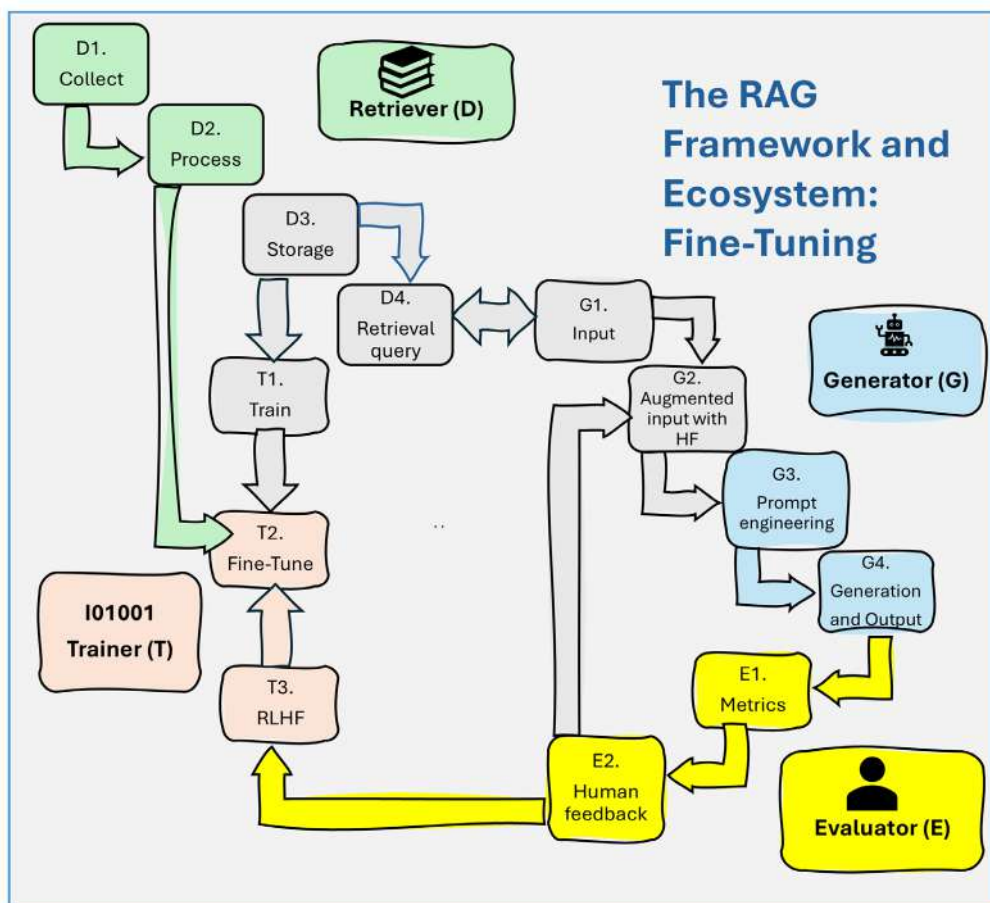 D1.
Collect
Retriever (D)
The RAG
Framework and
Ecosystem:
Fine-Tuning
D2.
Process
D3.
Storage
D4.
Retrieval
query
G1.
Input
Generator (G)
T1.
Train
G2.
Augmented
input with
HF
G3.
Prompt
engineering
T2.
Fine-Tune
..
G4.
Generation
and Output
I01001
Trainer (T)
T3.
RLHF
E1.
Metrics
E2.
Human
feedback
Evaluator (E)